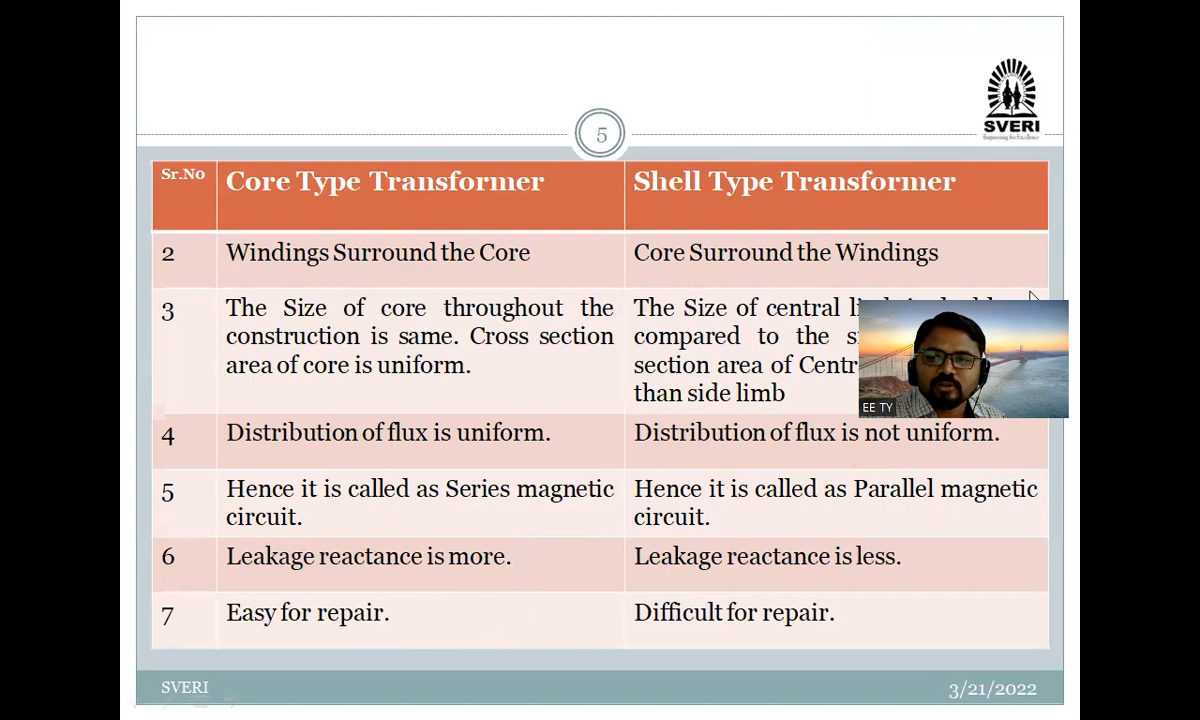 SVERI
Engineering for Excellence
5
Sr.No Core Type Transformer Shell Type Transformer
2 Windings Surround the Core Core Surround the Windings
3 The Size of core throughout the
construction is same. Cross section
area of core is uniform.
The Size of central
compared to the
section area of
than side limb
4 Distribution of flux is uniform. Distribution of flux is not uniform.
5 Hence it is called as Series magnetic
circuit.
Hence it is called as Parallel magnetic
circuit.
6 Leakage reactance is more. Leakage reactance is less.
7 Easy for repair. Difficult for repair.
EE TY
SVERI
3/21/2022